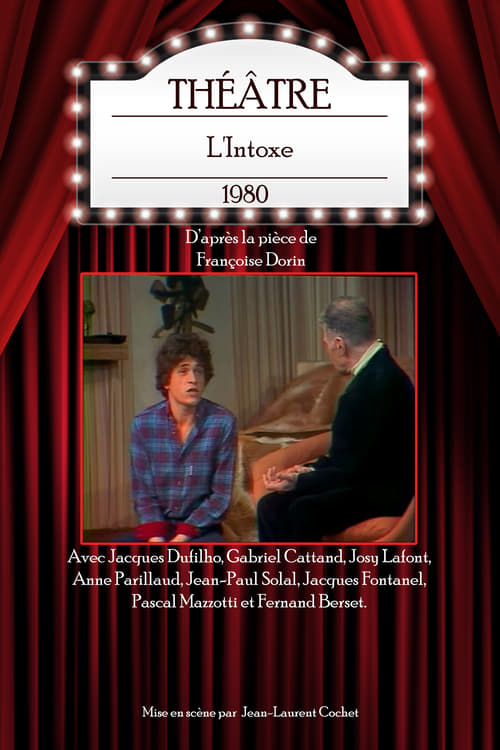 THÉÂTRE
L'Intoxe
1980
D'après la pièce de
Françoise Dorin
Avec Jacques Dufilho, Gabriel Cattand, Josy Lafont,
Anne Parillaud, Jean-Paul Solal, Jacques Fontanel,
Pascal Mazzotti et Fernand Berset.
Mise en scène par Jean-Laurent Cochet